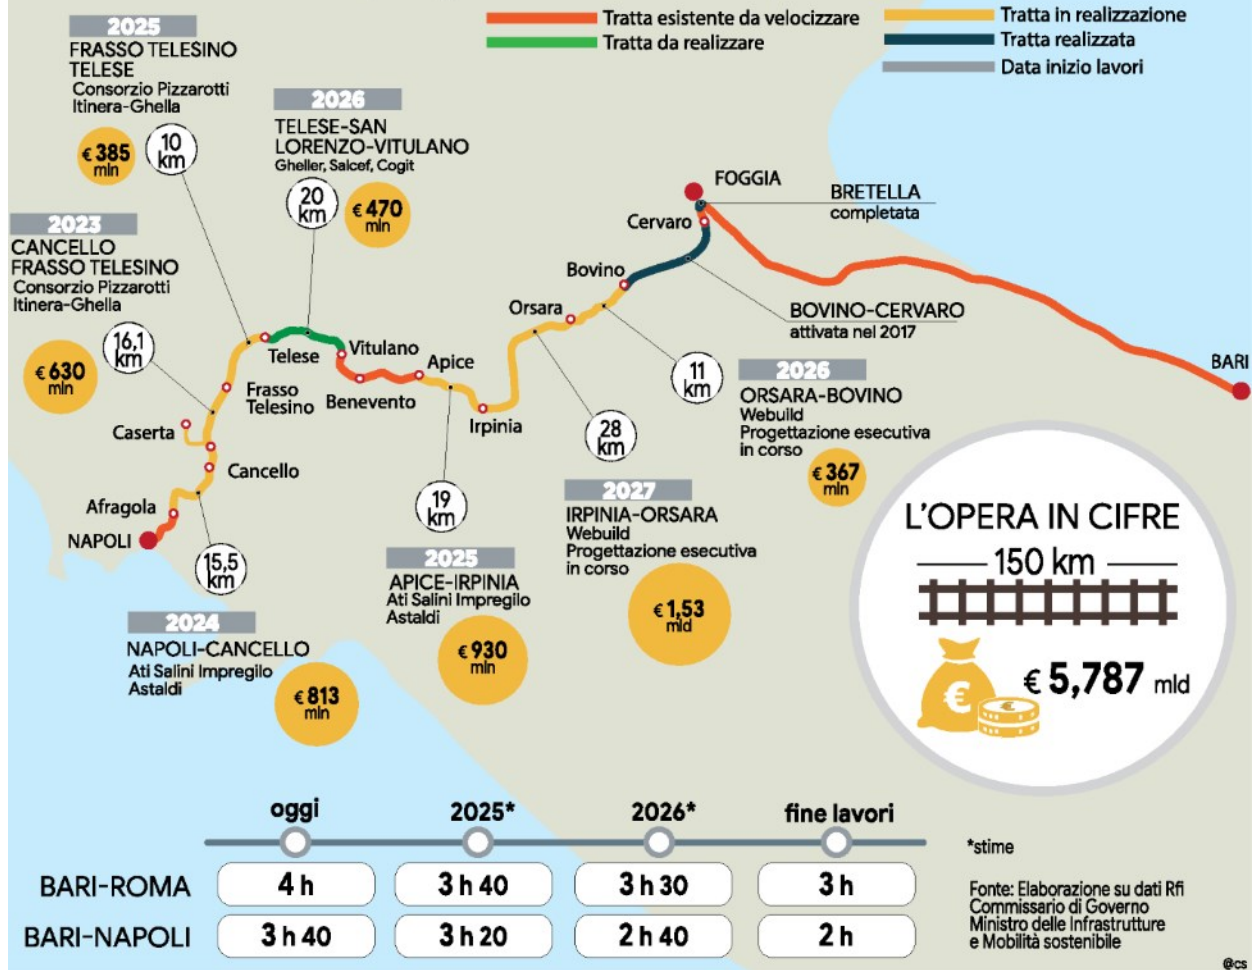 Tratta esistente da velocizzare
Tratta da realizzare
Tratta in realizzazione
Tratta realizzata
Data inizio lavori
2025
FRASSO TELESINO
TELESE
Consorzio Pizzarotti
Itinera-Ghella
€ 385
mln
10
km
2026
TELESE-SAN
LORENZO-VITULANO
Gheller, Salcef, Cogit
20
km
€ 470
mln
2023
CANCELLO
FRASSO TELESINO
Consorzio Pizzarotti
Itinera-Ghella
16,1
km
€ 630
mln
FOGGIA
Cervaro
BRETELLA
completata
Bovino
Orsara
BOVINO-CERVARO
attivata nel 2017
BARI
Telese
Vitulano
Apice
Frasso
Telesino
Benevento
Irpinia
Caserta
Cancello
Afragola
NAPOLI
15,5
km
19
km
28
km
11
km
2026
ORSARA-BOVINO
Webuild
Progettazione esecutiva
in corso
€ 367
mln
2027
IRPINIA-ORSARA
Webuild
Progettazione esecutiva
in corso
€ 1,53
mld
2025
APICE-IRPINIA
Ati Salini Impregilo
Astaldi
€ 930
mln
2024
NAPOLI-CANCELLO
Ati Salini Impregilo
Astaldi
€ 813
mln
L'OPERA IN CIFRE
150 km
€
€
€ 5,787 mld
oggi 2025* 2026* fine lavori
BARI-ROMA 4 h 3 h 40 3 h 30 3 h
BARI-NAPOLI 3 h 40 3 h 20 2 h 40 2 h
*stime
Fonte: Elaborazione su dati Rfi
Commissario di Governo
Ministro delle Infrastrutture
e Mobilità sostenibile
@cs